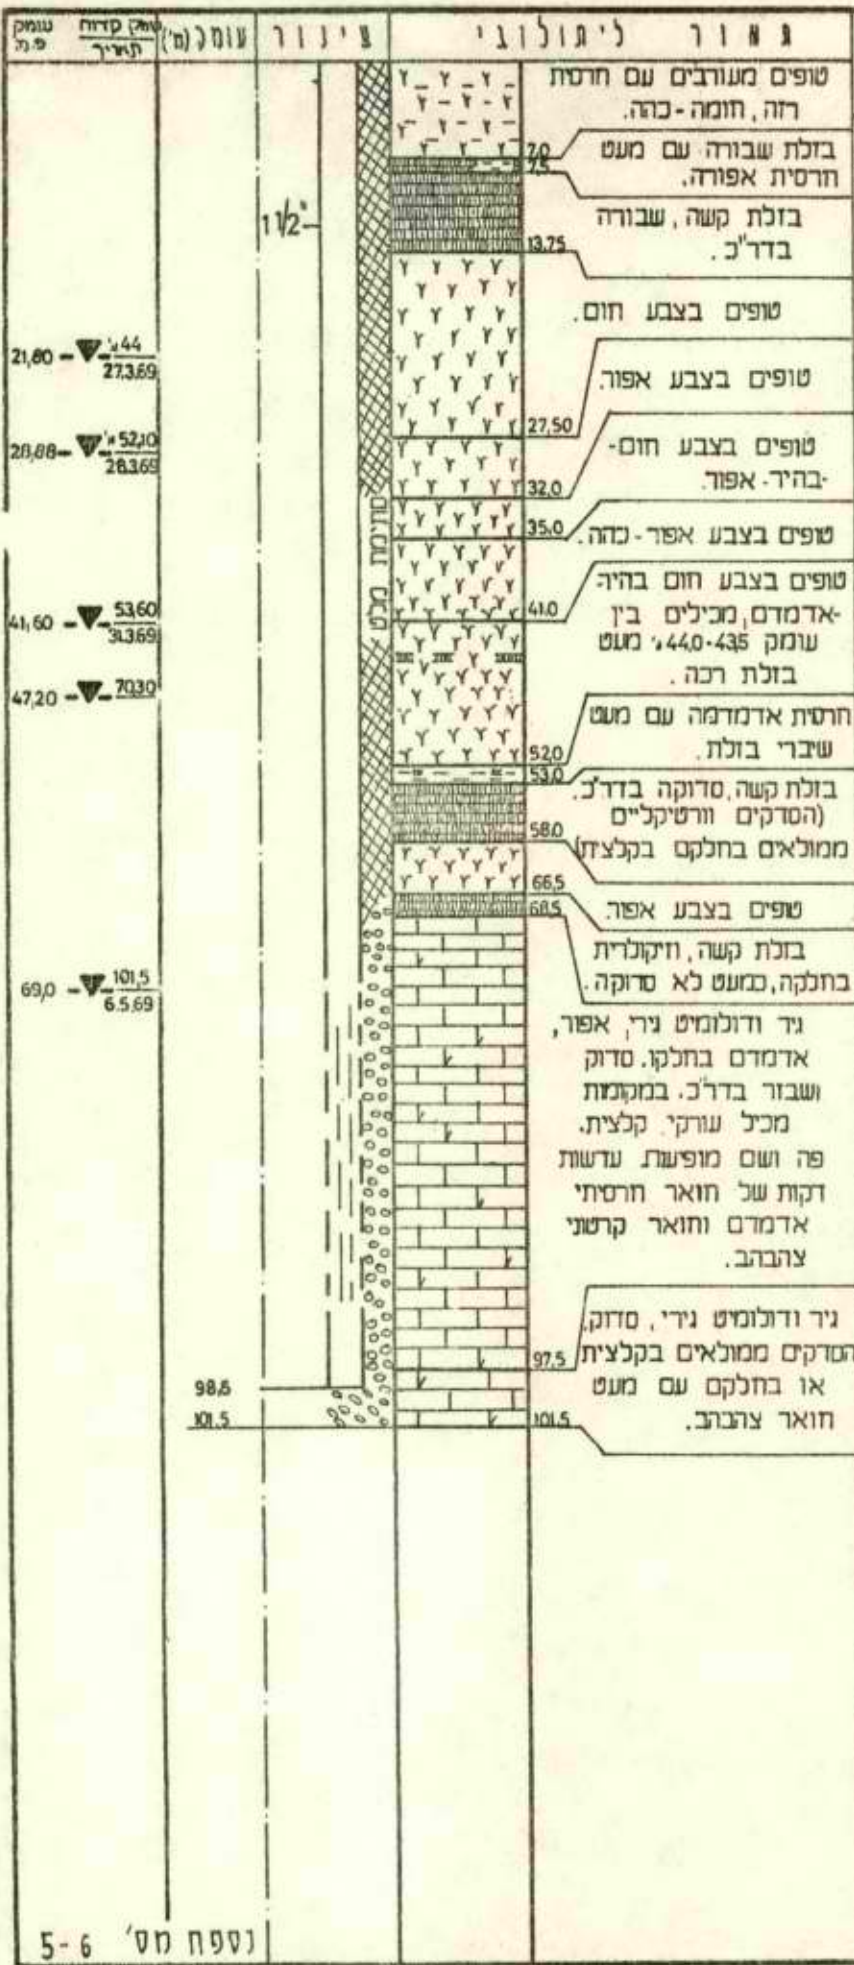 תאור ליתולוגי
צינור
עומק (מ')
עומק קדוח
תאריך
עומק
פ.מ.
טופים מעורבים עם חרסית
רזה, חומה-כהה.
7,0
בזלת שבורה עם מעט
חרסית אפורה.
7,5
בזלת קשה, שבורה
בדר"כ.
13.75
1 1/2"
טופים בצבע חום.
21,80
44 מ'
27.3.69
טופים בצבע אפור.
27,50
28,88
52,10 מ'
28.3.69
טופים בצבע חום-
-בהיר-אפור.
32,0
טופים בצבע אפור-כהה.
35,0
סתימת מלט
טופים בצבע חום בהיר
-אדמדם, מכילים בין
עומק 43,5-44,0 מ' מעט
בזלת רכה.
41,0
41,60
53,60
31.3.69
47,20
70,30
חרסית אדמדמה עם מעט
שיברי בזלת.
52,0
53,0
בזלת קשה, סדוקה בדר"כ.
(הסדקים וורטיקליים
ממולאים בחלקם בקלצית)
58,0
66,5
טופים בצבע אפור.
68,5
בזלת קשה, וזיקולרית
בחלקה, כמעט לא סדוקה.
69,0
101,5
6.5.69
גיר ודולומיט גירי, אפור,
אדמדם בחלקו. סדוק
ושבור בדר"כ. במקומות
מכיל עורקי קלצית.
פה ושם מופיעות עדשות
דקות של חואר חרסיתי
אדמדם וחואר קרטוני
צהבהב.
97,5
גיר ודולומיט גירי, סדוק.
הסדקים ממולאים בקלצית
או בחלקם עם מעט
חואר צהבהב.
98,5
101.5
101.5
נספח מס' 5-6